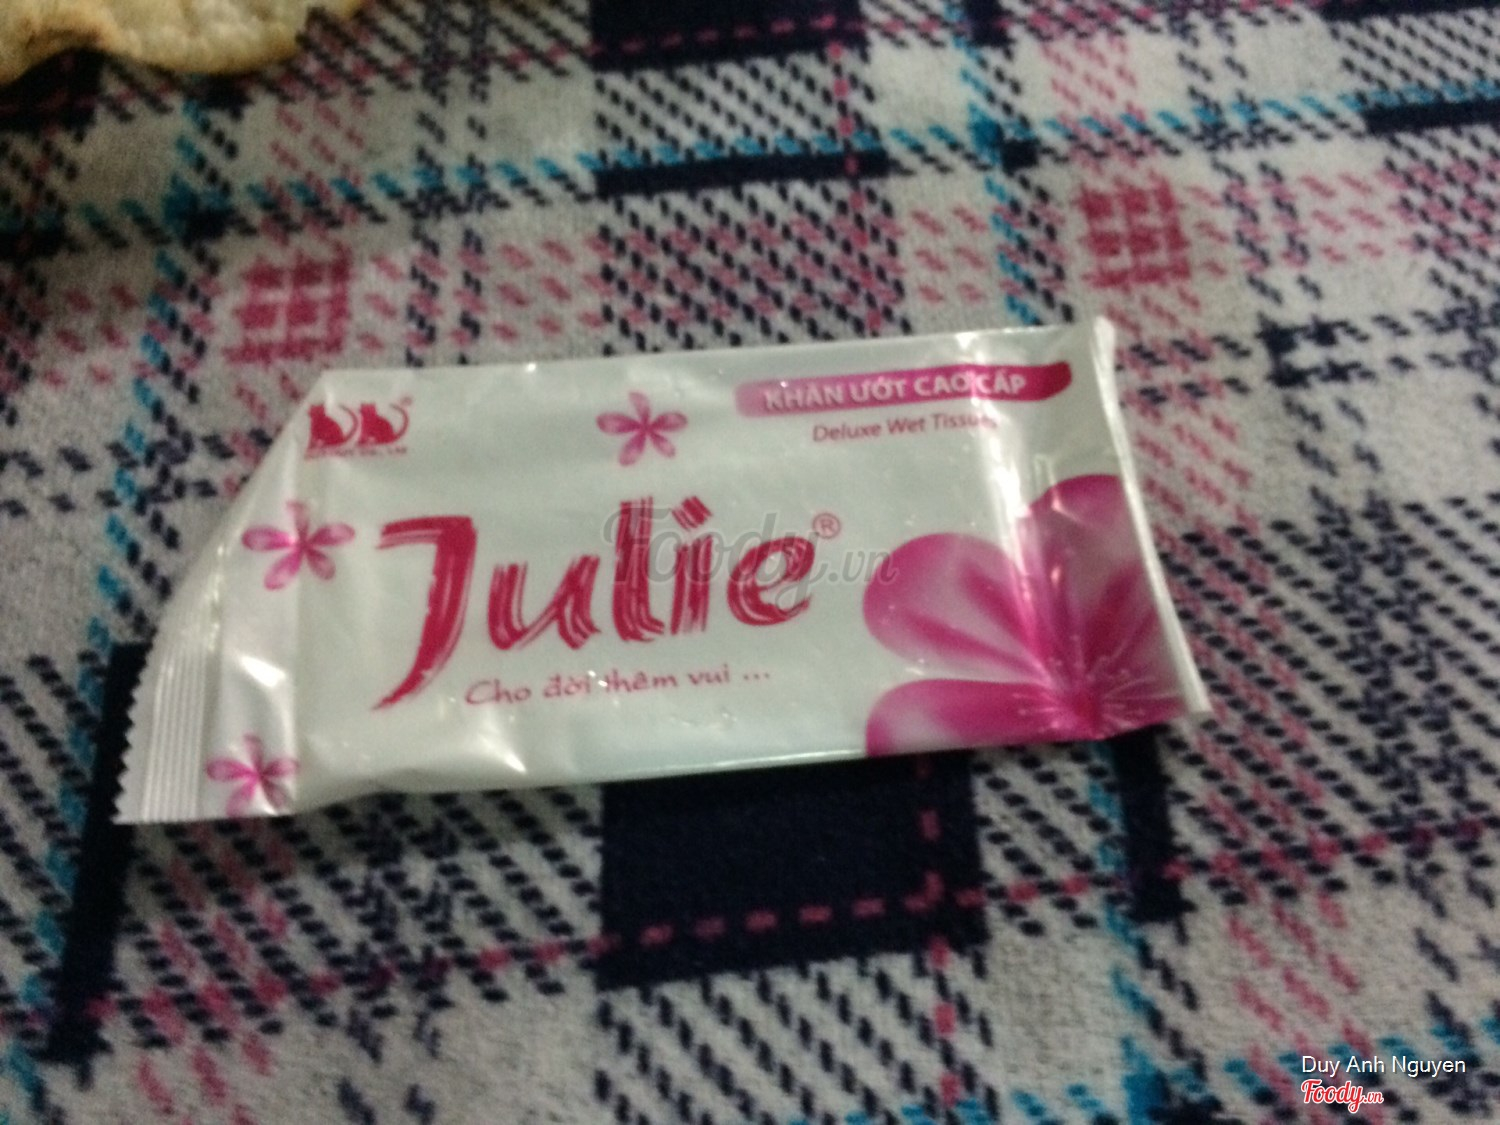 KHĂN ƯỚT CAO CẤP
Deluxe Wet Tissues
Julie®
Cho đời thêm vui ...
Foody.vn
Duy Anh Nguyen
Foody.vn